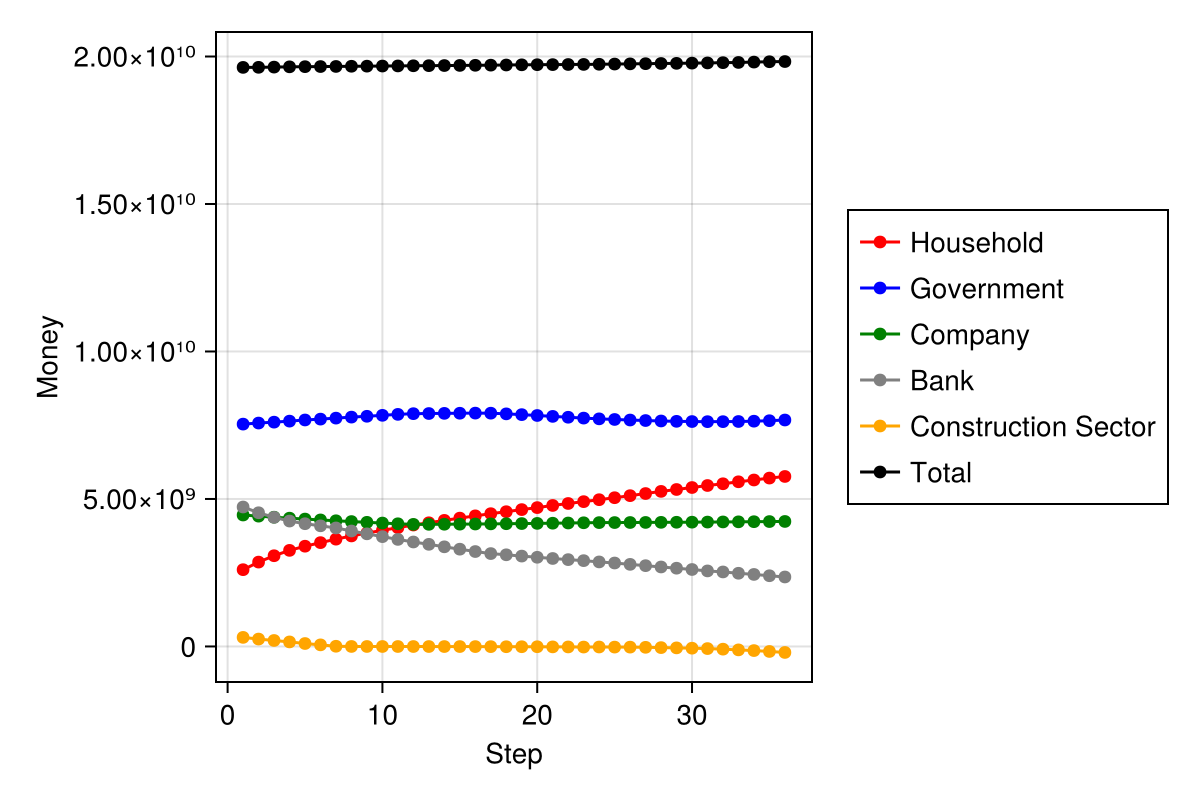 2.00×10¹⁰
1.50×10¹⁰
1.00×10¹⁰
5.00×10⁹
0
Money
0 10 20 30
Step
Household
Government
Company
Bank
Construction Sector
Total